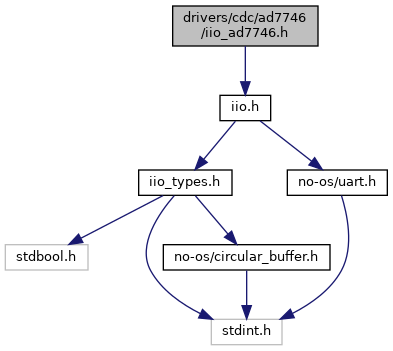 drivers/cdc/ad7746
/iio_ad7746.h
iio.h
iio_types.h
no-os/uart.h
stdbool.h
no-os/circular_buffer.h
stdint.h